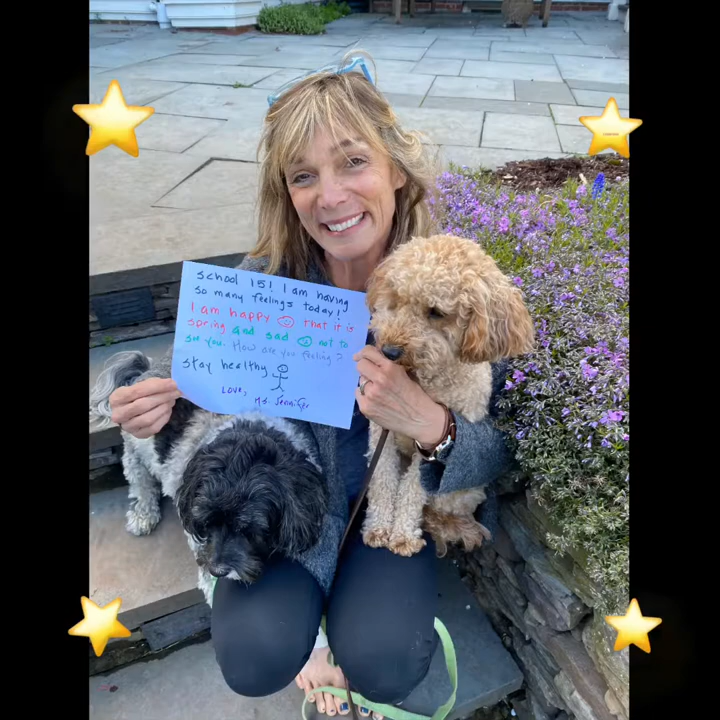 School 15! I am having
so many feelings today!
I am happy that it is
spring and sad not to
see you. How are you feeling?
stay healthy
Love,
Ms. Jennifer